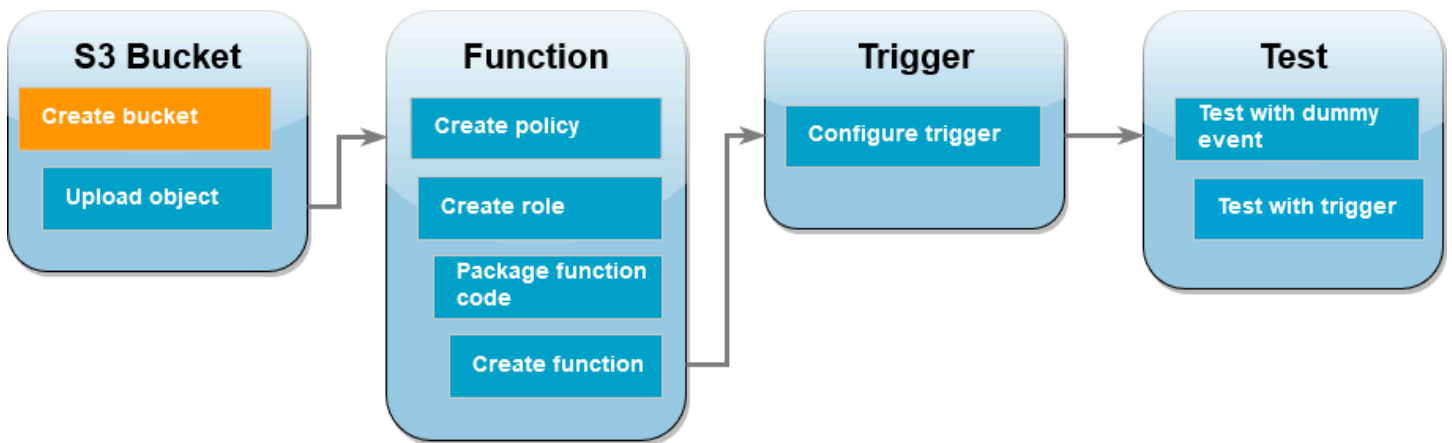 S3 Bucket
Create bucket
Upload object
Function
Create policy
Create role
Package function
code
Create function
Trigger
Configure trigger
Test
Test with dummy
event
Test with trigger